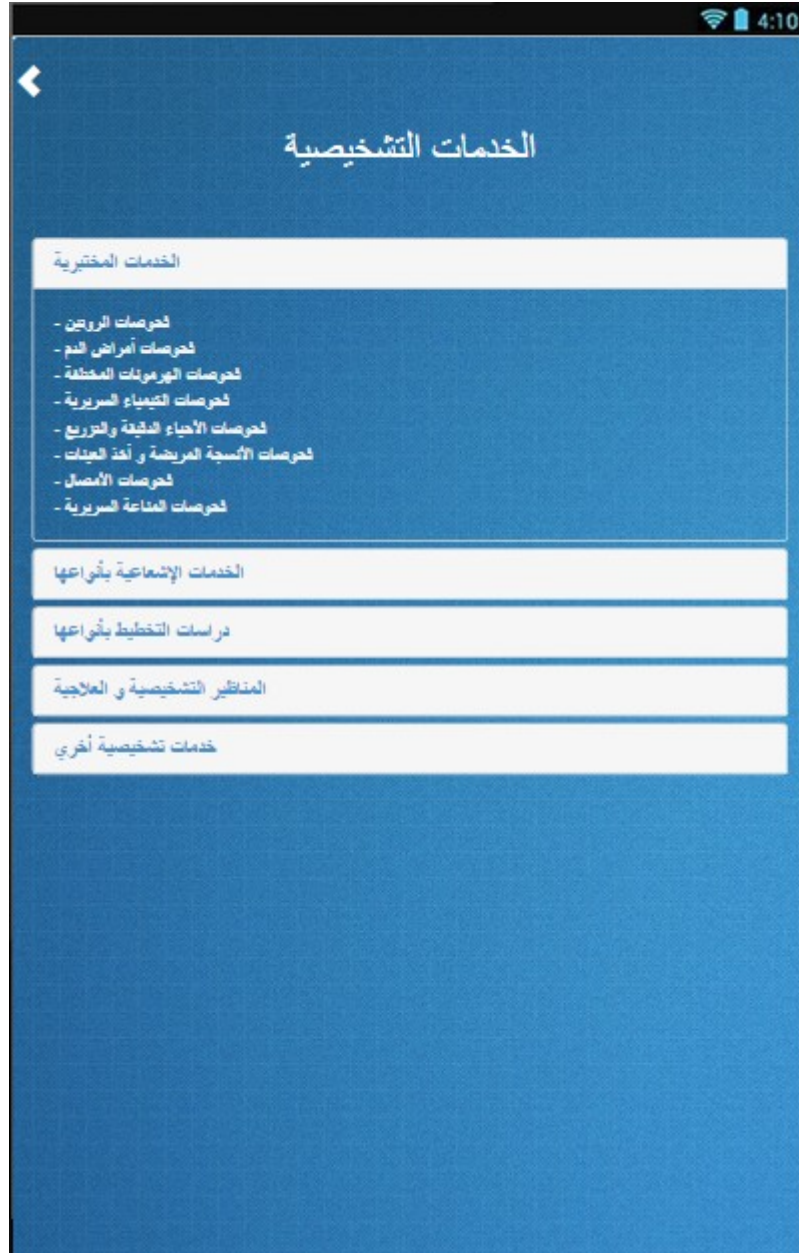 4:10
الخدمات التشخيصية
الخدمات المختبرية
فحوصات الروتين -
فحوصات أمراض الدم -
فحوصات الهرمونات المختلفة -
فحوصات الكيمياء السريرية -
فحوصات الأحياء الدقيقة والزريع -
فحوصات الأنسجة المريضة و أخذ العينات -
فحوصات الأمصال -
فحوصات المناعة السريرية -
الخدمات الإشعاعية بأنواعها
دراسات التخطيط بأنواعها
المناظير التشخيصية و العلاجية
خدمات تشخيصية أخري